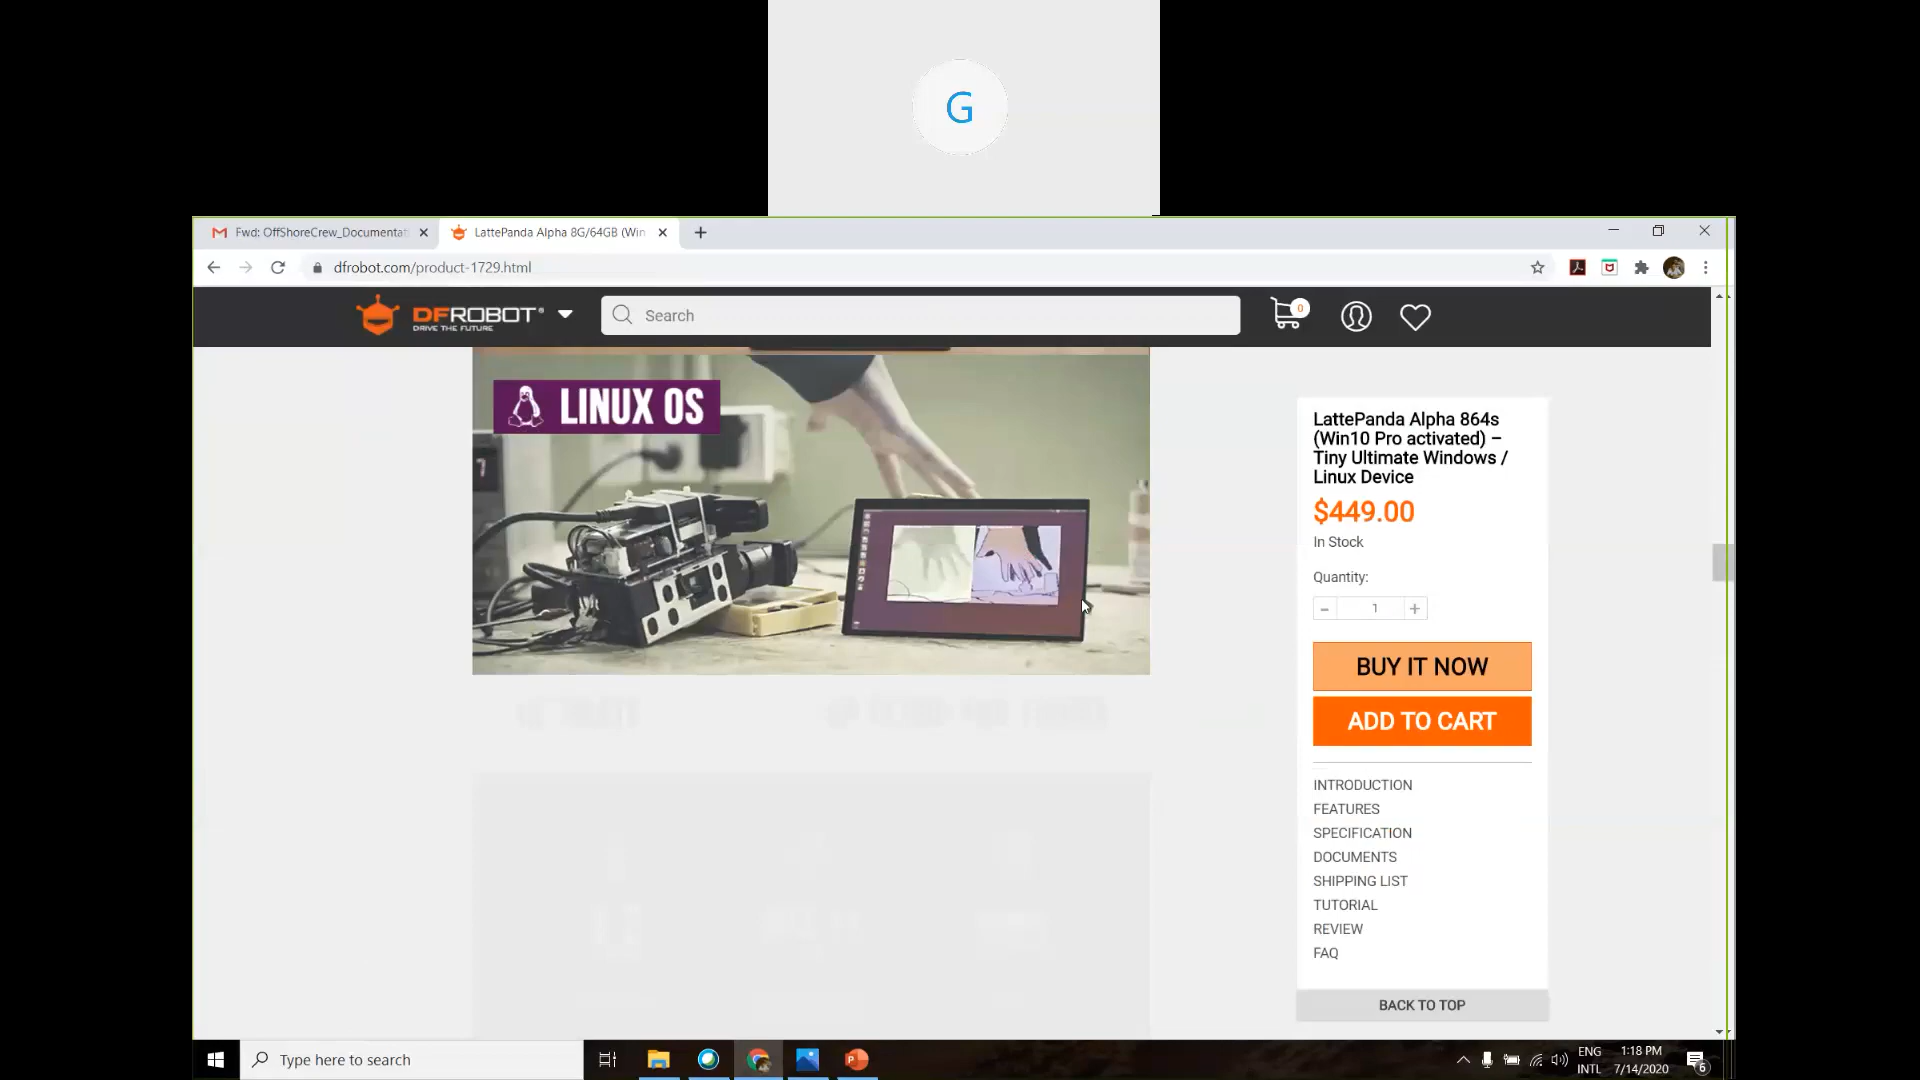 G
Fwd: OffShoreCrew_Documentat
LattePanda Alpha 8G/64GB (Win
dfrobot.com/product-1729.html
DFROBOT
DRIVE THE FUTURE
Search
0
LINUX OS
LattePanda Alpha 864s
(Win10 Pro activated) –
Tiny Ultimate Windows /
Linux Device
$449.00
In Stock
Quantity:
- 1 +
BUY IT NOW
ADD TO CART
INTRODUCTION
FEATURES
SPECIFICATION
DOCUMENTS
SHIPPING LIST
TUTORIAL
REVIEW
FAQ
BACK TO TOP
Type here to search
ENG
INTL
1:18 PM
7/14/2020
6